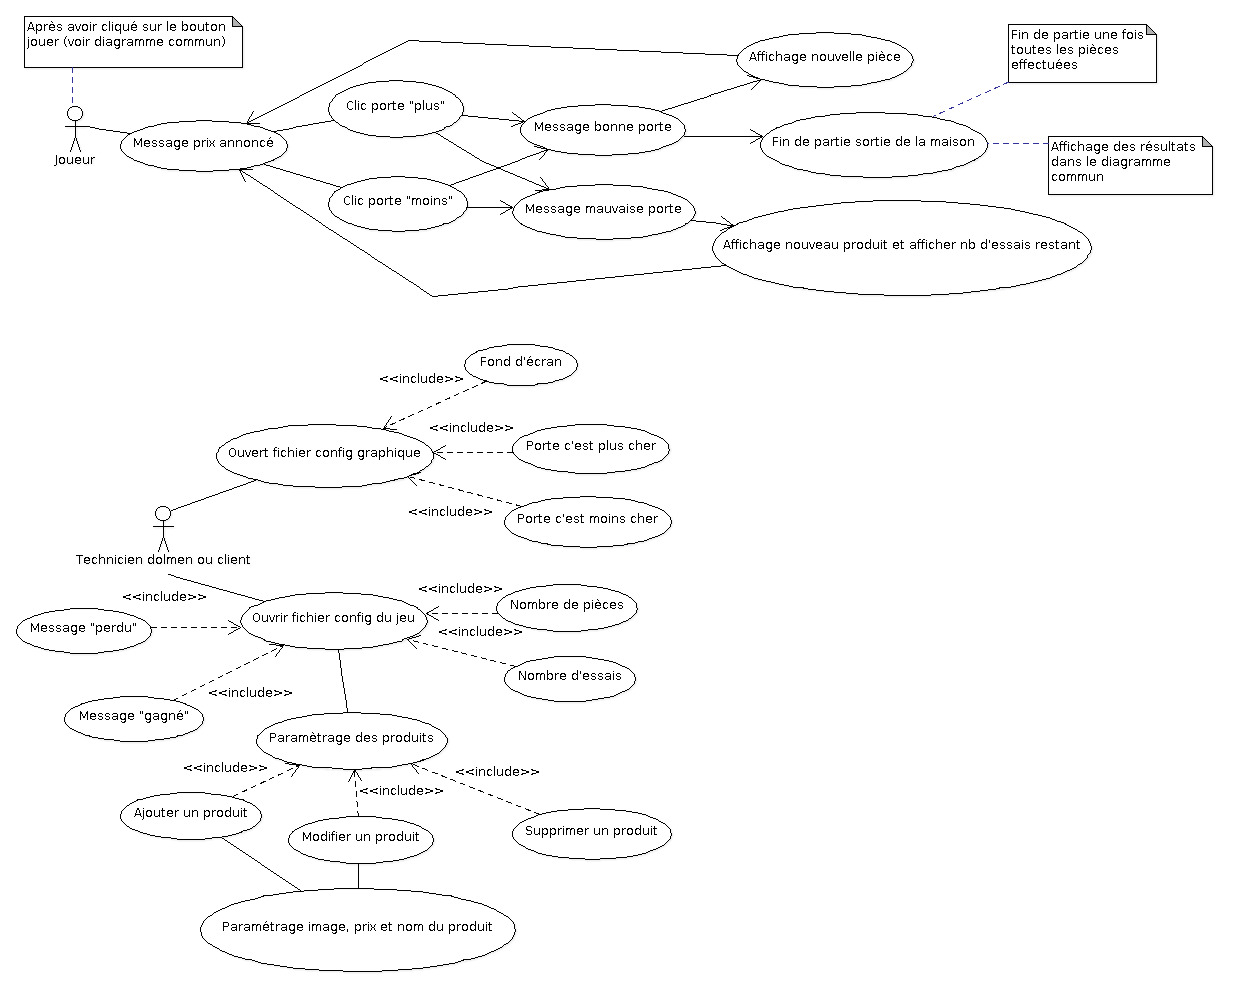 Après avoir cliqué sur le bouton
jouer (voir diagramme commun)
Fin de partie une fois
toutes les pièces
effectuées
Affichage nouvelle pièce
Clic porte "plus"
Message bonne porte
Message prix annoncé
Joueur
Fin de partie sortie de la maison
Affichage des résultats
dans le diagramme
commun
Clic porte "moins"
Message mauvaise porte
Affichage nouveau produit et afficher nb d'essais restant
Fond d'écran
<<include>>
<<include>>
Porte c'est plus cher
Ouvert fichier config graphique
<<include>>
Porte c'est moins cher
Technicien dolmen ou client
<<include>>
<<include>>
Nombre de pièces
Ouvrir fichier config du jeu
Message "perdu"
<<include>>
Nombre d'essais
<<include>>
Message "gagné"
Paramètrage des produits
<<include>>
<<include>>
<<include>>
Ajouter un produit
Modifier un produit
Supprimer un produit
Paramétrage image, prix et nom du produit